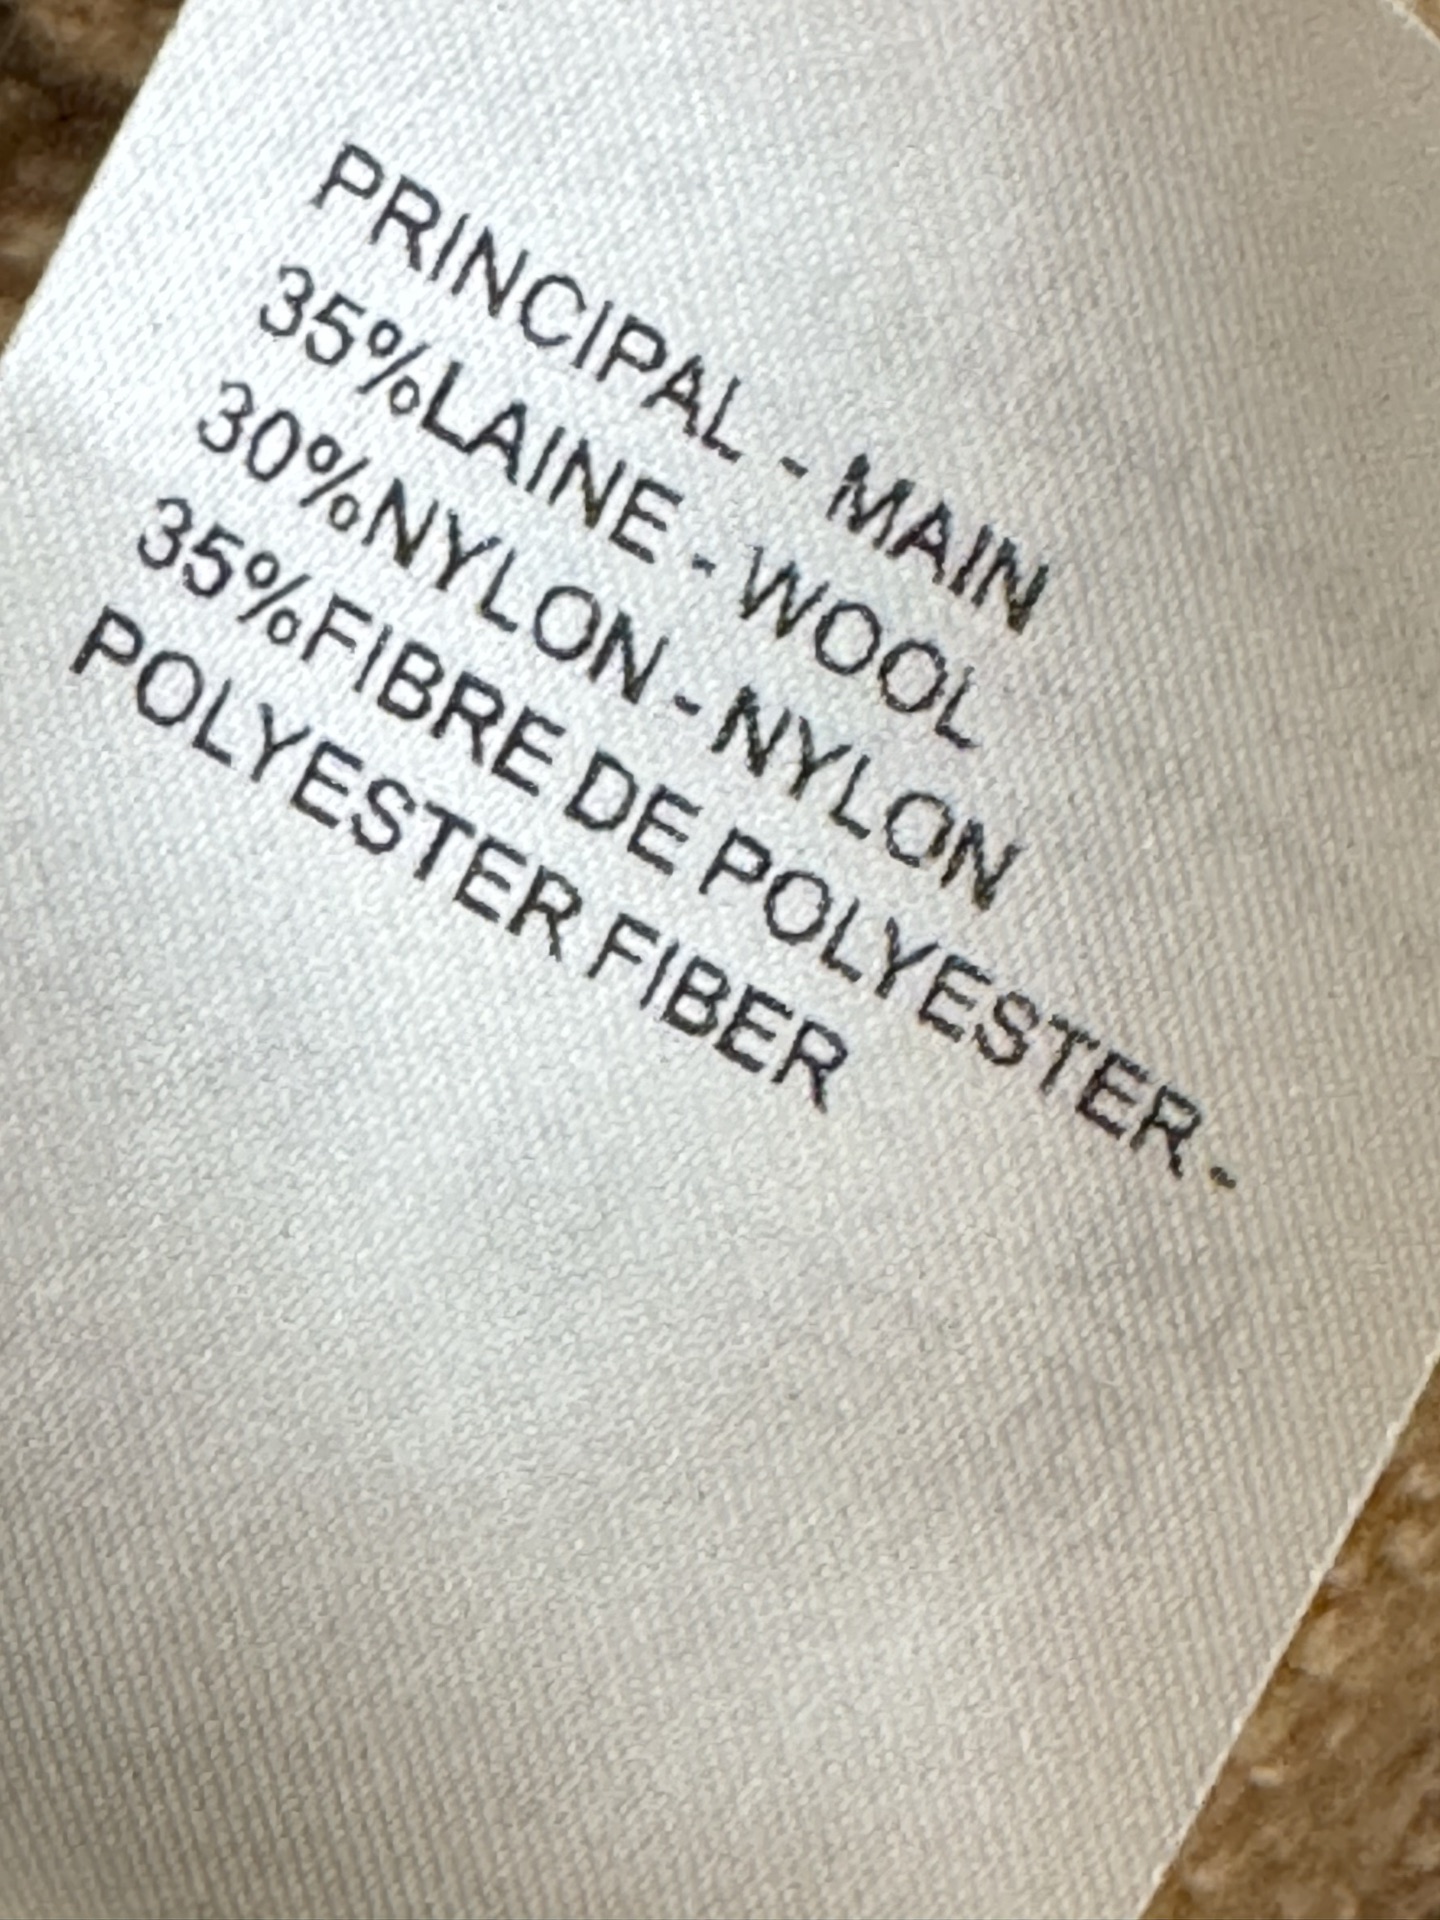 PRINCIPAL - MAIN
35%LAINE - WOOL
30%NYLON - NYLON
35%FIBRE DE POLYESTER -
POLYESTER FIBER